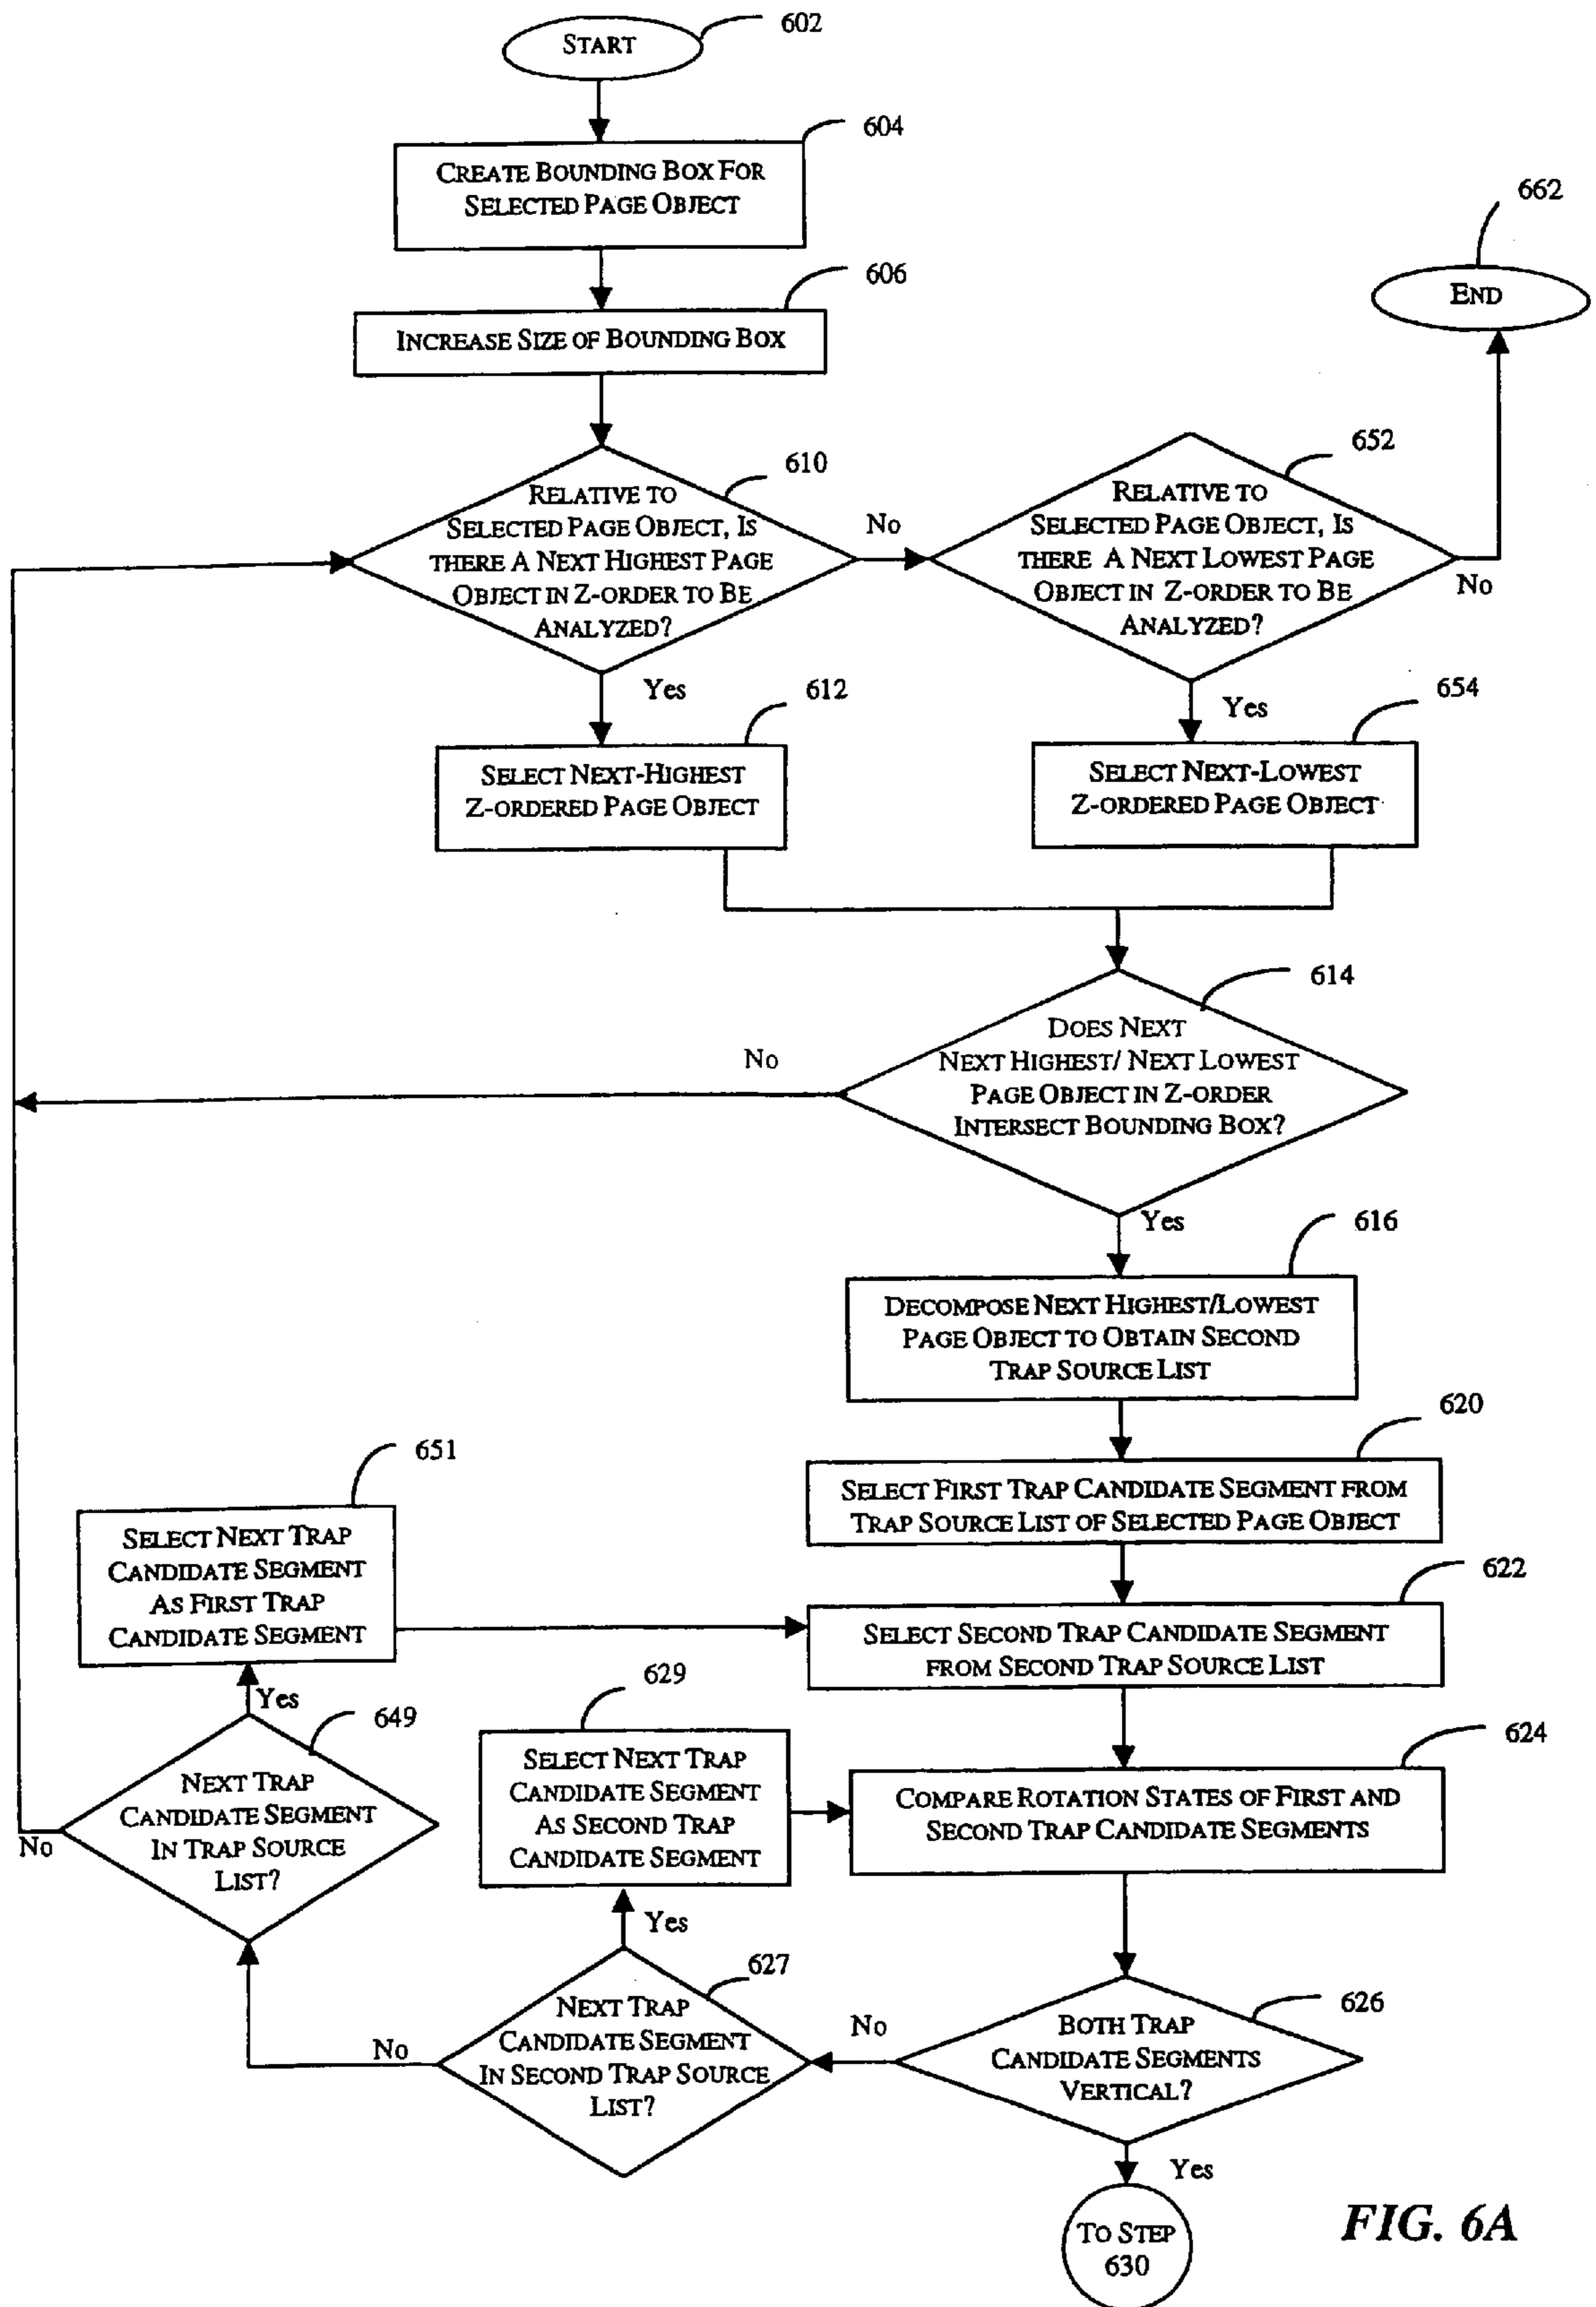 START
602
604
CREATE BOUNDING BOX FOR
SELECTED PAGE OBJECT
662
END
606
INCREASE SIZE OF BOUNDING BOX
610
RELATIVE TO
SELECTED PAGE OBJECT, IS
THERE A NEXT HIGHEST PAGE
OBJECT IN Z-ORDER TO BE
ANALYZED?
No
652
RELATIVE TO
SELECTED PAGE OBJECT, IS
THERE A NEXT LOWEST PAGE
OBJECT IN Z-ORDER TO BE
ANALYZED?
No
Yes
612
SELECT NEXT-HIGHEST
Z-ORDERED PAGE OBJECT
Yes
654
SELECT NEXT-LOWEST
Z-ORDERED PAGE OBJECT
614
DOES NEXT
NEXT HIGHEST/ NEXT LOWEST
PAGE OBJECT IN Z-ORDER
INTERSECT BOUNDING BOX?
No
Yes
616
DECOMPOSE NEXT HIGHEST/LOWEST
PAGE OBJECT TO OBTAIN SECOND
TRAP SOURCE LIST
620
SELECT FIRST TRAP CANDIDATE SEGMENT FROM
TRAP SOURCE LIST OF SELECTED PAGE OBJECT
651
SELECT NEXT TRAP
CANDIDATE SEGMENT
AS FIRST TRAP
CANDIDATE SEGMENT
622
SELECT SECOND TRAP CANDIDATE SEGMENT
FROM SECOND TRAP SOURCE LIST
Yes
649
NEXT TRAP
CANDIDATE SEGMENT
IN TRAP SOURCE
LIST?
No
629
SELECT NEXT TRAP
CANDIDATE SEGMENT
AS SECOND TRAP
CANDIDATE SEGMENT
624
COMPARE ROTATION STATES OF FIRST AND
SECOND TRAP CANDIDATE SEGMENTS
Yes
627
NEXT TRAP
CANDIDATE SEGMENT
IN SECOND TRAP SOURCE
LIST?
No
No
626
BOTH TRAP
CANDIDATE SEGMENTS
VERTICAL?
Yes
TO STEP
630
FIG. 6A